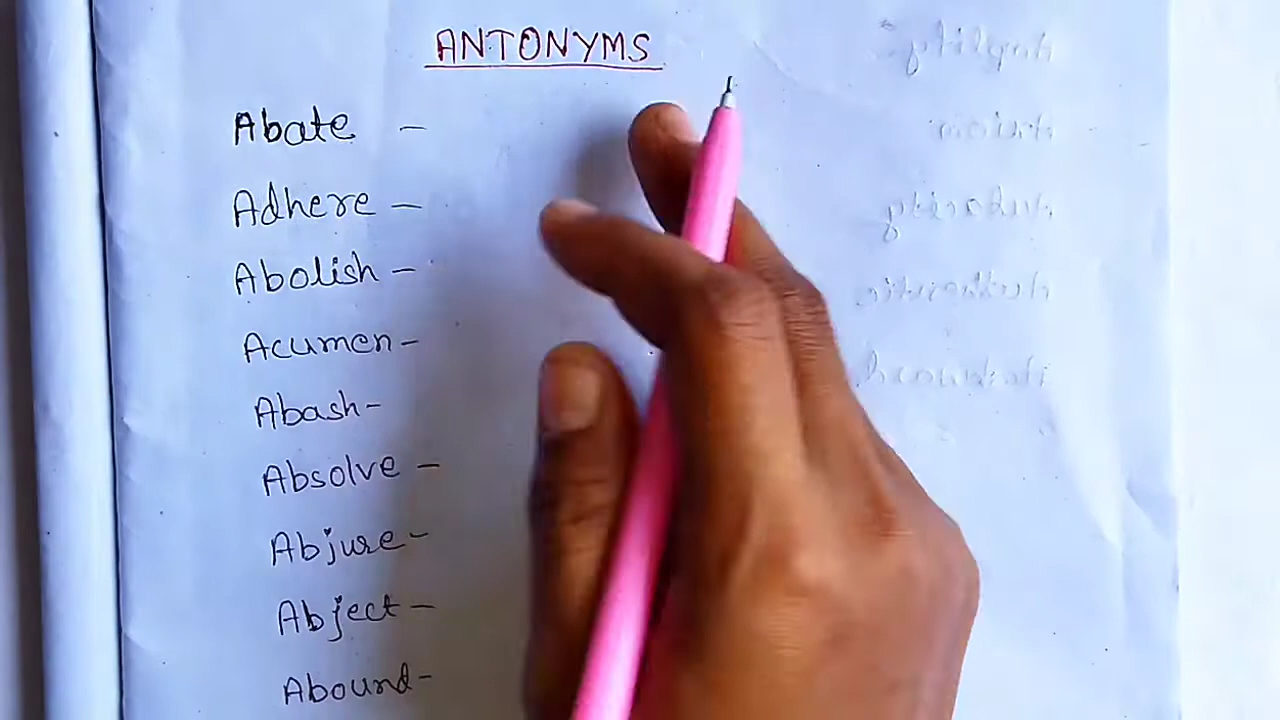 ANTONYMS
Abate -
Adhere -
Abolish -
Acumen -
Abash -
Absolve -
Abjure -
Abject -
Abound -